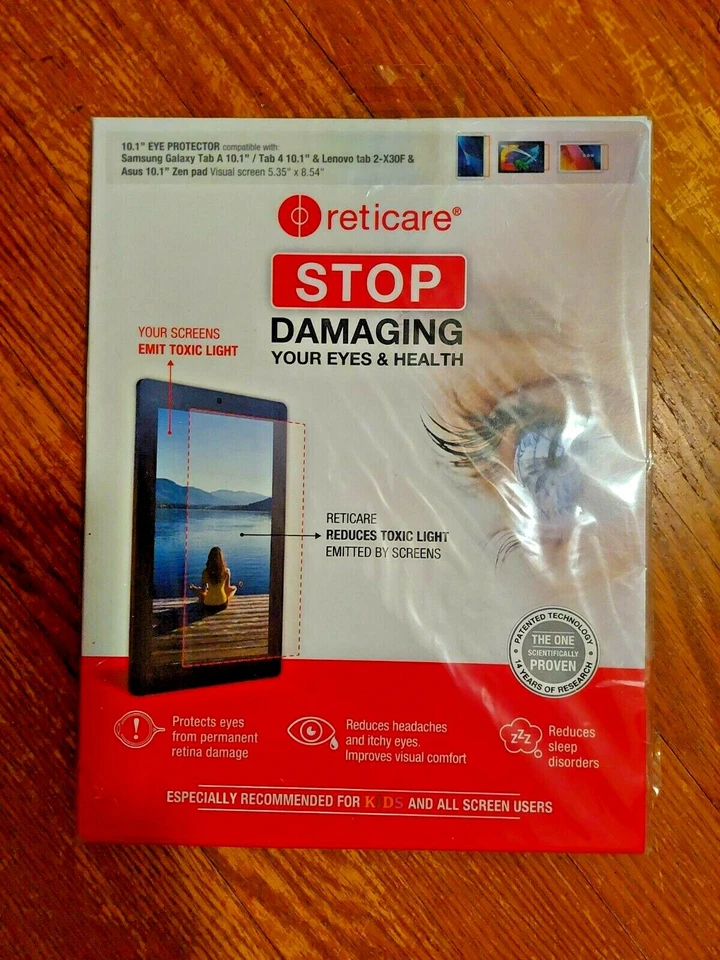 10.1" EYE PROTECTOR compatible with:
Samsung Galaxy Tab A 10.1" / Tab 4 10.1" & Lenovo tab 2-X30F &
Asus 10.1" Zen pad Visual screen 5.35" x 8.54"
reticare®
STOP
DAMAGING
YOUR EYES & HEALTH
YOUR SCREENS
EMIT TOXIC LIGHT
RETICARE
REDUCES TOXIC LIGHT
EMITTED BY SCREENS
PATENTED TECHNOLOGY
THE ONE
SCIENTIFICALLY
PROVEN
14 YEARS OF RESEARCH
Protects eyes
from permanent
retina damage
Reduces headaches
and itchy eyes.
Improves visual comfort
zzz
Reduces
sleep
disorders
ESPECIALLY RECOMMENDED FOR KIDS AND ALL SCREEN USERS